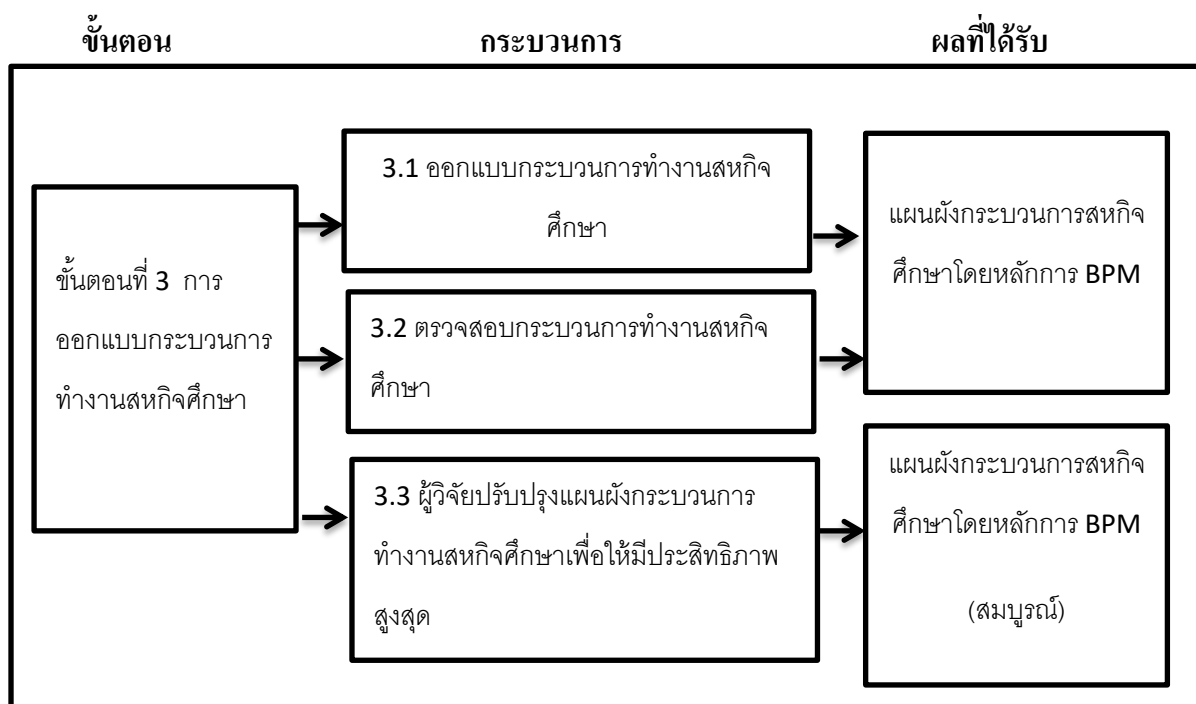 ขั้นตอน กระบวนการ ผลที่ได้รับ
ขั้นตอนที่ 3 การ
ออกแบบกระบวนการ
ทำงานสหกิจศึกษา
3.1 ออกแบบกระบวนการทำงานสหกิจ
ศึกษา
3.2 ตรวจสอบกระบวนการทำงานสหกิจ
ศึกษา
3.3 ผู้วิจัยปรับปรุงแผนผังกระบวนการ
ทำงานสหกิจศึกษาเพื่อให้มีประสิทธิภาพ
สูงสุด
แผนผังกระบวนการสหกิจ
ศึกษาโดยหลักการ BPM
แผนผังกระบวนการสหกิจ
ศึกษาโดยหลักการ BPM
(สมบูรณ์)